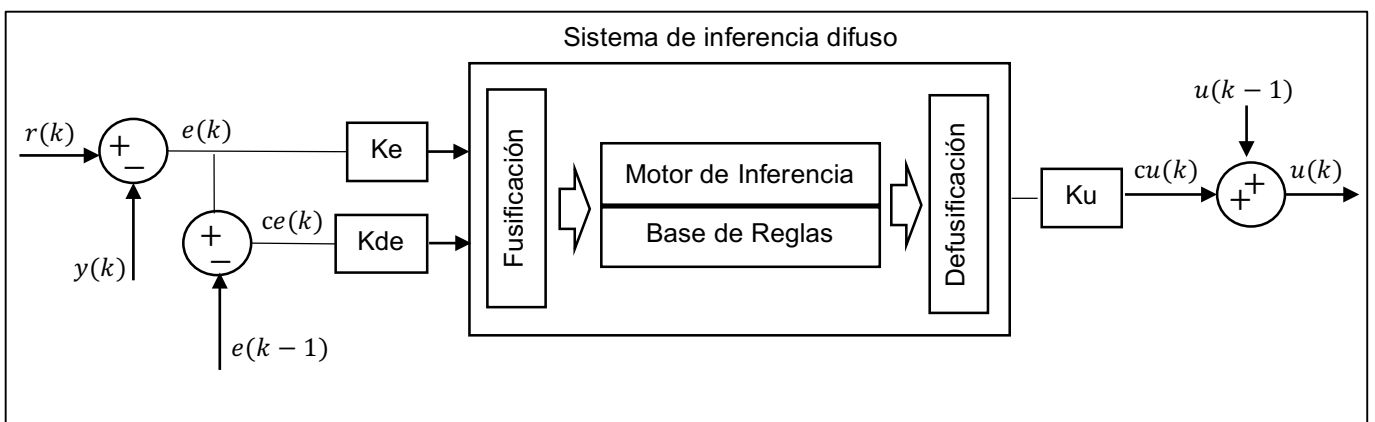 Sistema de inferencia difuso
r(k)
+
−
e(k)
y(k)
Ke
+
−
ce(k)
e(k − 1)
Kde
Fusificación
Motor de Inferencia
Base de Reglas
Defusificación
Ku
cu(k)
u(k − 1)
+
+
u(k)